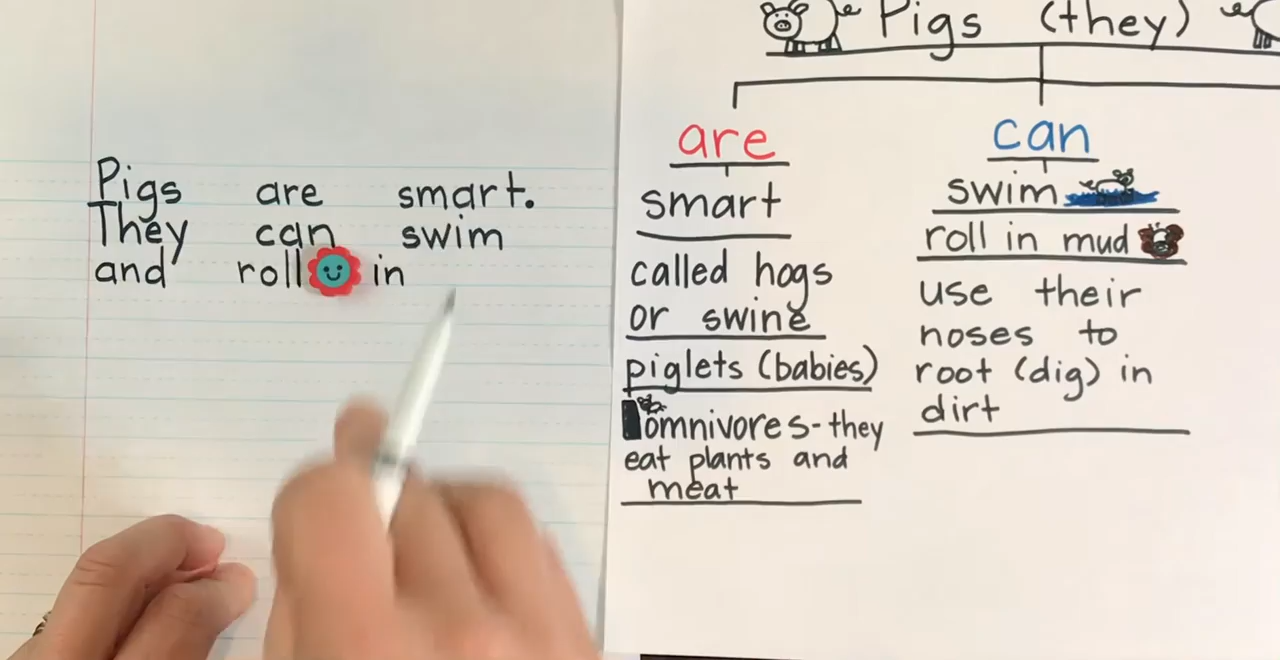 Pigs are smart.
They can swim
and roll in
Pigs (they)
are
smart
called hogs
or swine
piglets (babies)
omnivores-they
eat plants and
meat
can
swim
roll in mud
use their
noses to
root (dig) in
dirt